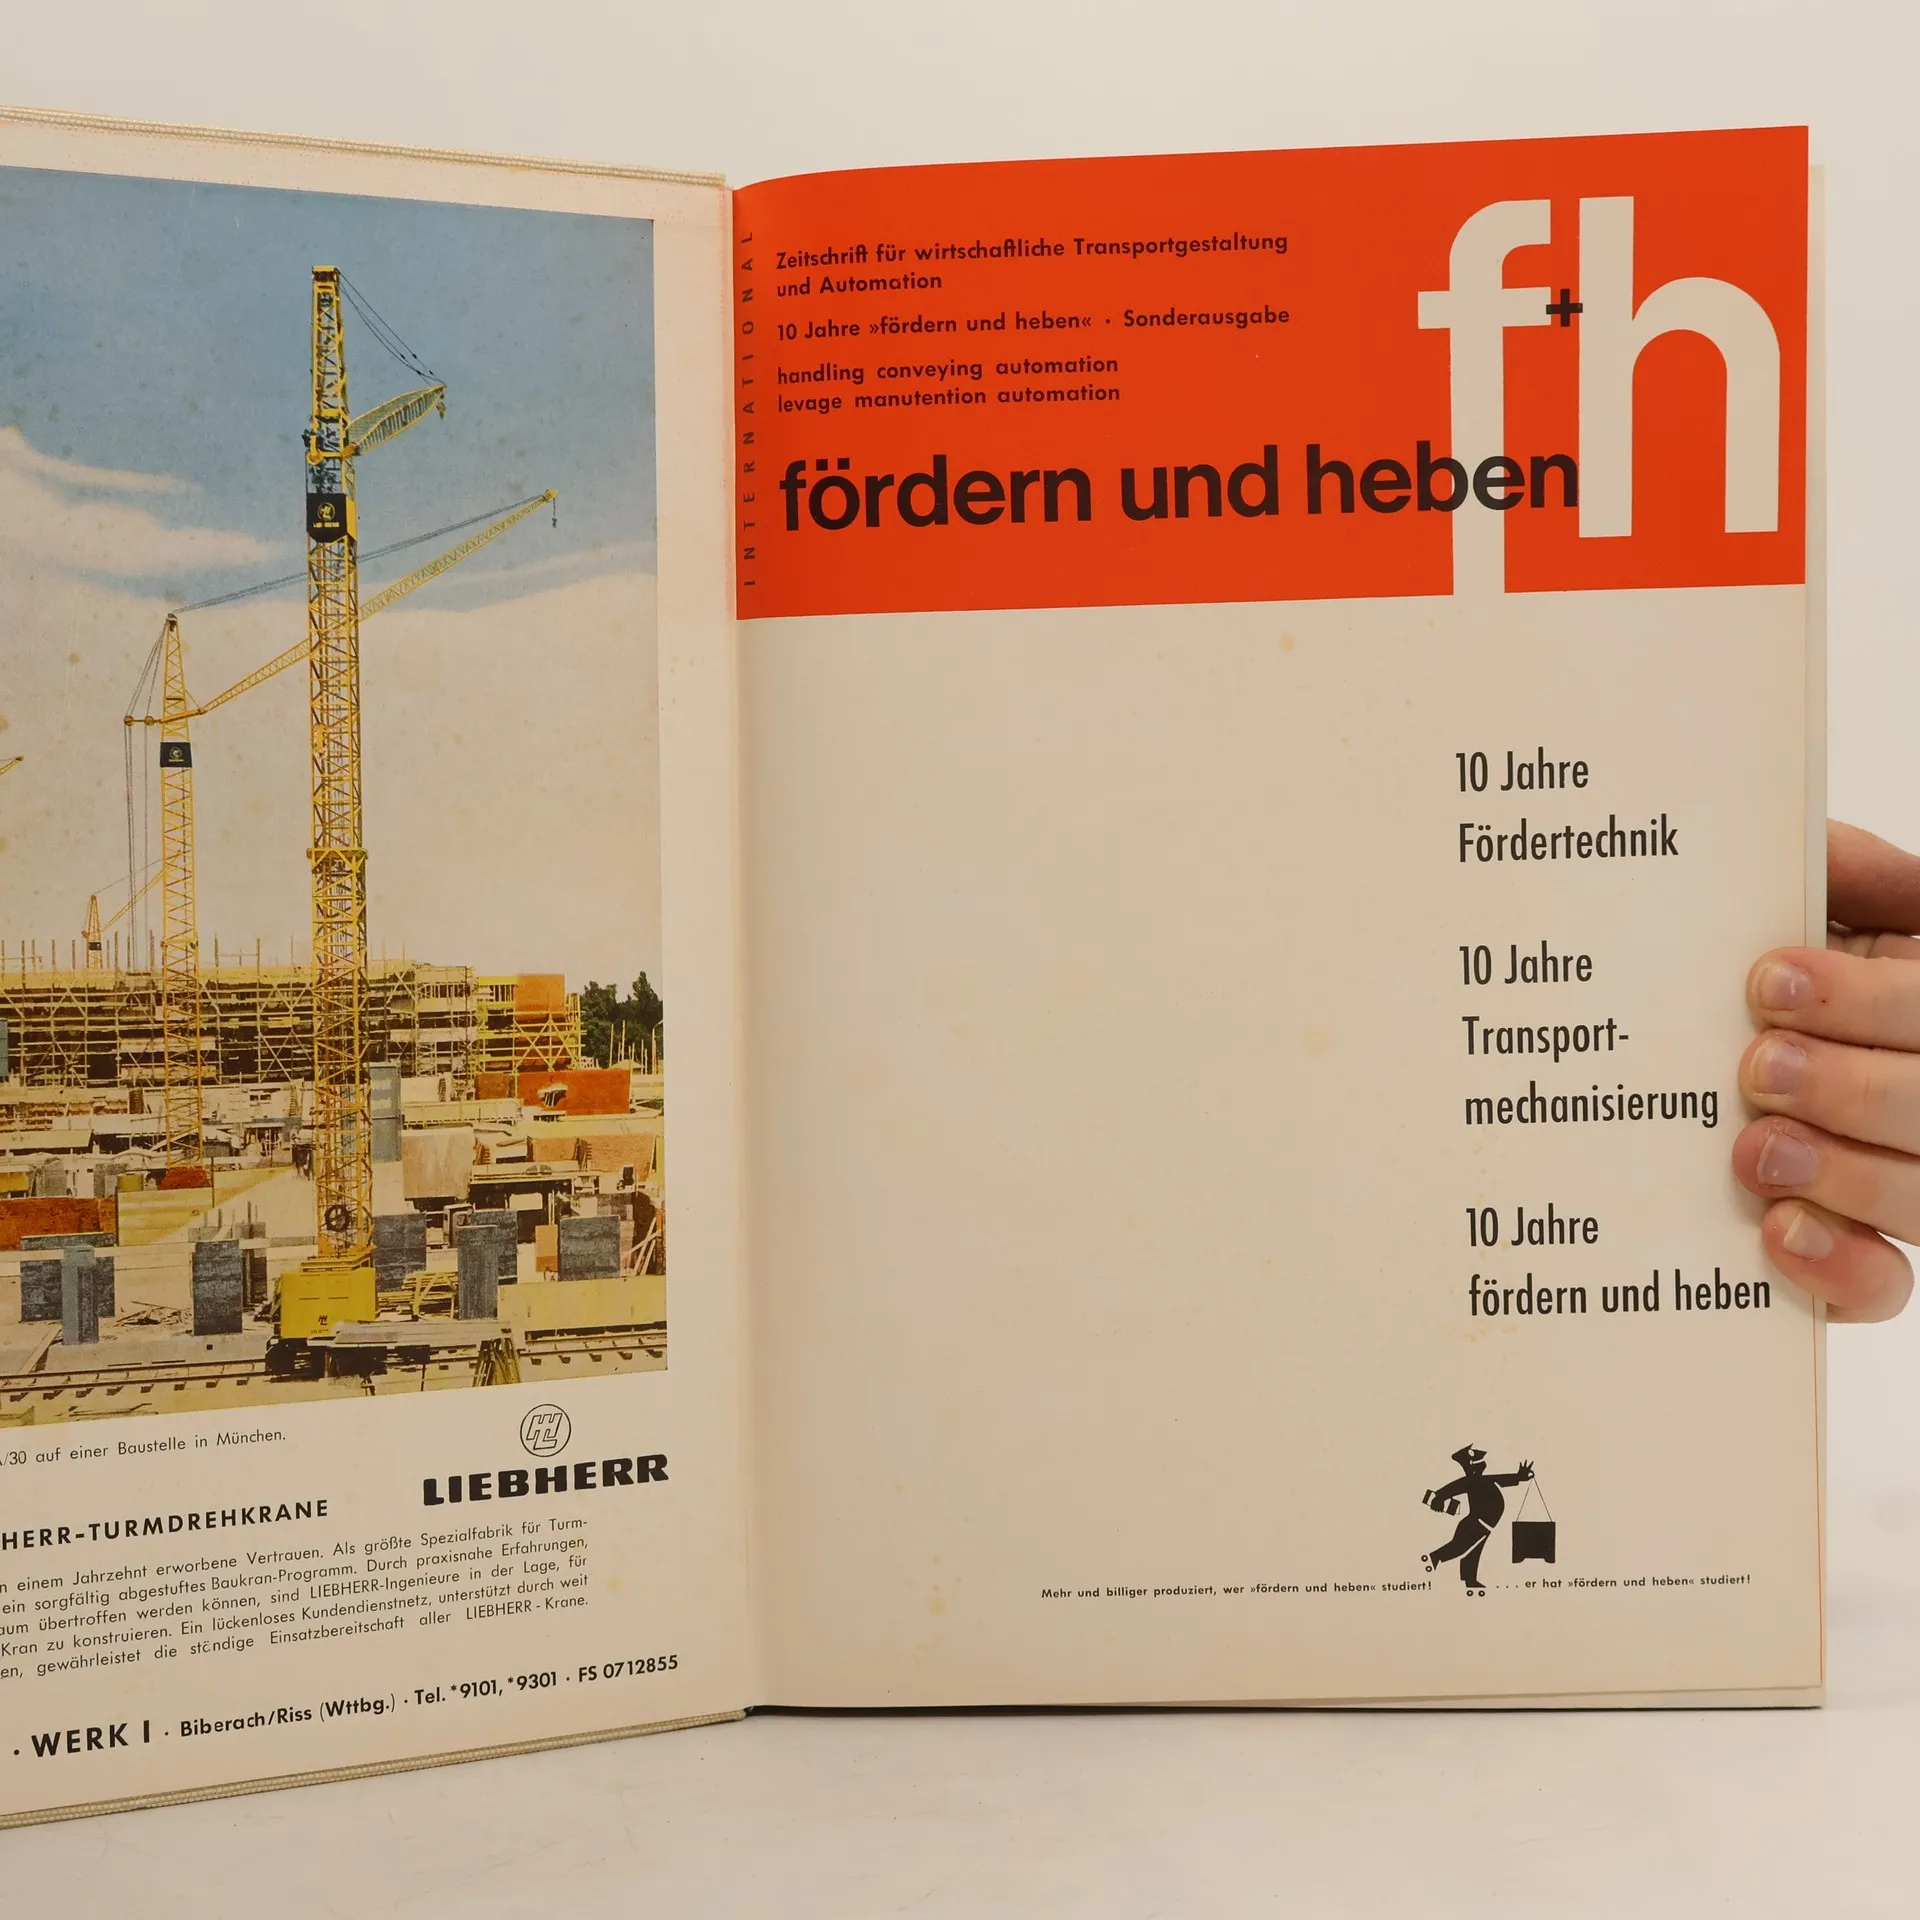 /30 auf einer Baustelle in München.
LIEBHERR
HERR-TURMDREHKRANE
einem Jahrzehnt erworbene Vertrauen. Als größte Spezialfabrik für Turm-
ein sorgfältig abgestuftes Baukran-Programm. Durch praxisnahe Erfahrungen,
übertroffen werden können, sind LIEBHERR-Ingenieure in der Lage, für
Kran zu konstruieren. Ein lückenloses Kundendienstnetz, unterstützt durch weit
gewährleistet die ständige Einsatzbereitschaft aller LIEBHERR-Krane.
· WERK I · Biberach/Riss (Wttbg.) · Tel. *9101, *9301 · FS 0712855
INTERNATIONAL
Zeitschrift für wirtschaftliche Transportgestaltung
und Automation
10 Jahre »fördern und heben« · Sonderausgabe
handling conveying automation
levage manutention automation
f+h
fördern und heben
10 Jahre
Fördertechnik
10 Jahre
Transport-
mechanisierung
10 Jahre
fördern und heben
Mehr und billiger produziert, wer »fördern und heben« studiert! . . . er hat »fördern und heben« studiert!